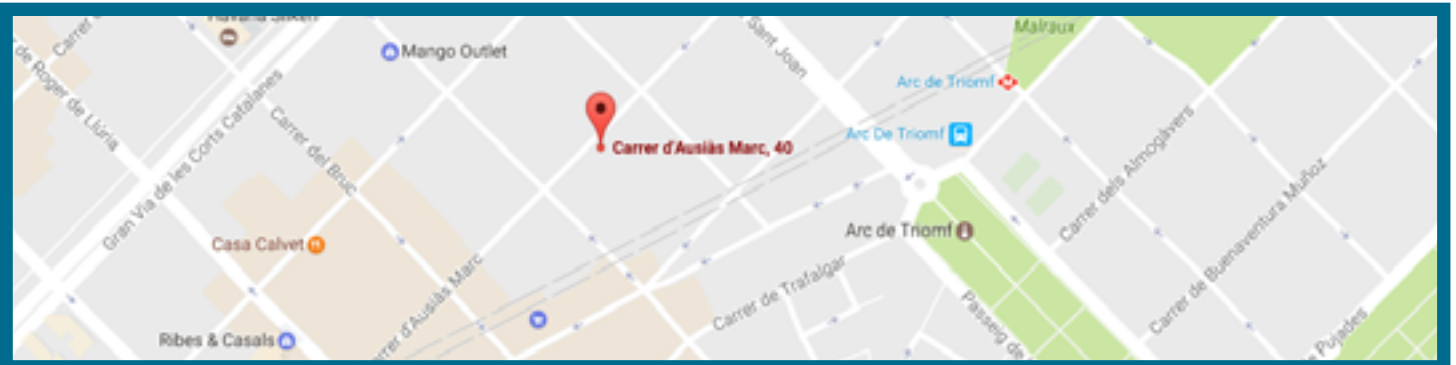 Mango Outlet
Sant Joan
Malraux
Arc de Triomf
de Roger de Llúria
Gran Via de les Corts Catalanes
Carrer del Bruc
Carrer d'Ausiàs Marc, 40
Arc De Triomf
Carrer dels Almogàvers
Casa Calvet
Arc de Triomf
Carrer de Buenaventura Muñoz
Carrer d'Ausiàs Marc
Carrer de Trafalgar
Passeig de
Pujades
Ribes & Casals